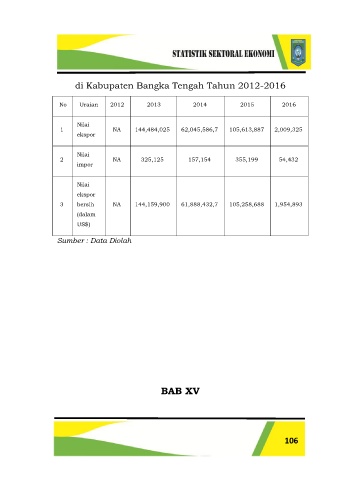 STATISTIK SEKTORAL EKONOMI
di Kabupaten Bangka Tengah Tahun 2012-2016
No Uraian 2012 2013 2014 2015 2016
1 Nilai ekspor NA 144,484,025 62,045,586,7 105,613,887 2,009,325
2 Nilai impor NA 325,125 157,154 355,199 54,432
3 Nilai ekspor bersih (dalam US$) NA 144,159,900 61,888,432,7 105,258,688 1,954,893
Sumber : Data Diolah
BAB XV
106